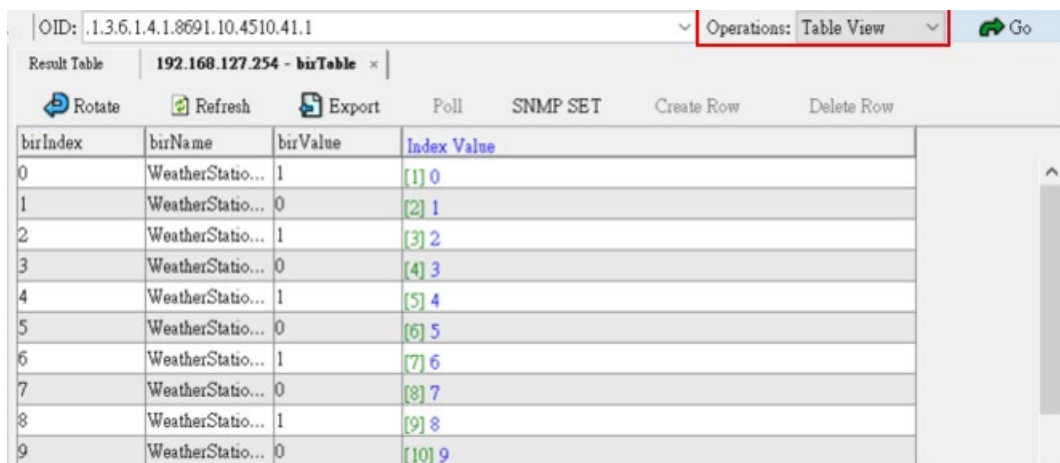 OID: .1.3.6.1.4.1.8691.10.4510.41.1 Operations: Table View Go
Result Table 192.168.127.254 - birTable ×
Rotate Refresh Export Poll SNMP SET Create Row Delete Row
birIndex birName birValue Index Value
0 WeatherStatio... 1 [1] 0
1 WeatherStatio... 0 [2] 1
2 WeatherStatio... 1 [3] 2
3 WeatherStatio... 0 [4] 3
4 WeatherStatio... 1 [5] 4
5 WeatherStatio... 0 [6] 5
6 WeatherStatio... 1 [7] 6
7 WeatherStatio... 0 [8] 7
8 WeatherStatio... 1 [9] 8
9 WeatherStatio... 0 [10] 9